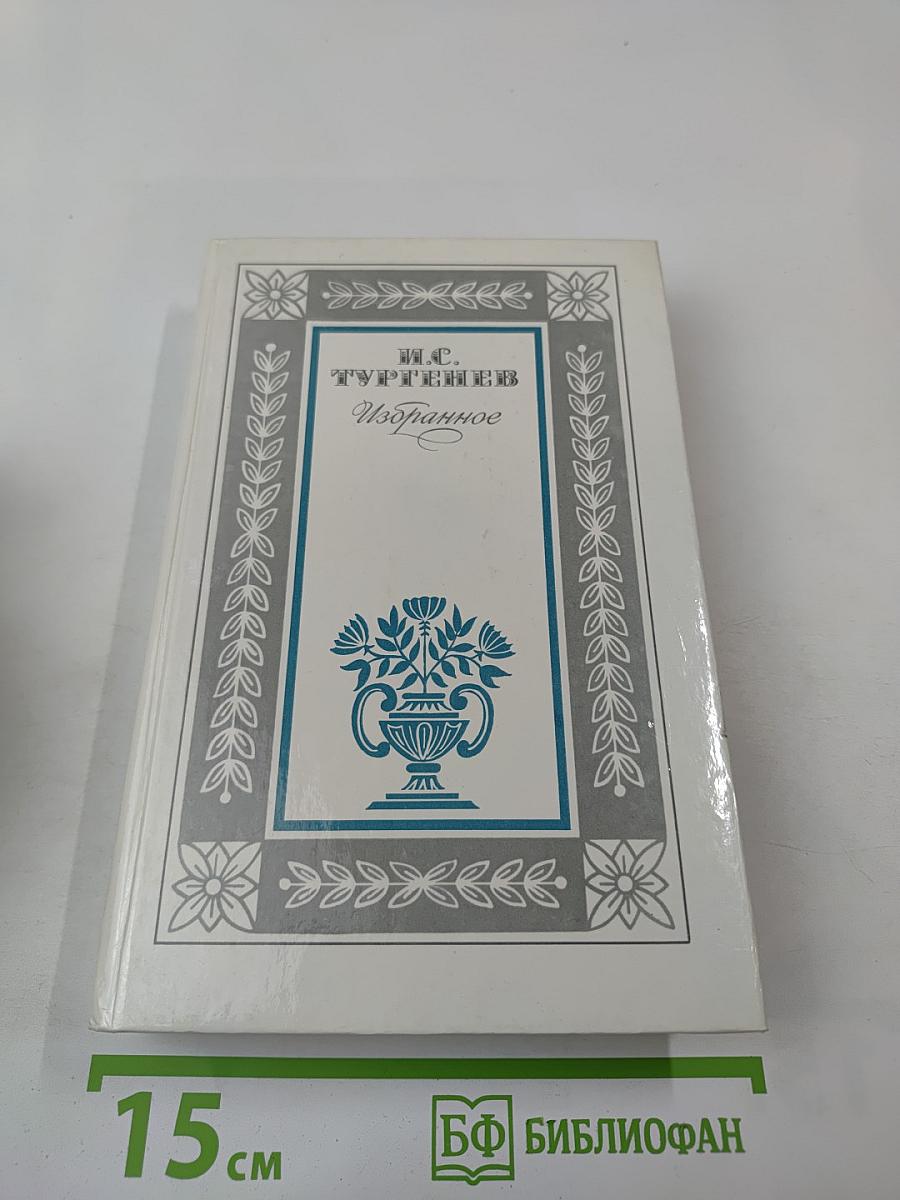 И.С.
ТУРГЕНЕВ
Избранное
15 см
БФ БИБЛИОФАН